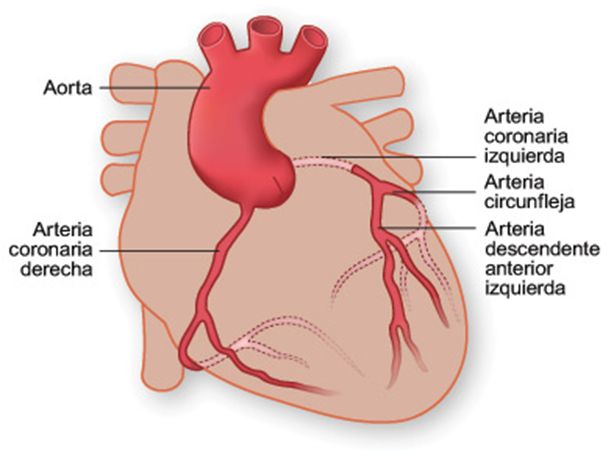 Aorta
Arteria
coronaria
izquierda
Arteria
circunfleja
Arteria
descendente
anterior
izquierda
Arteria
coronaria
derecha